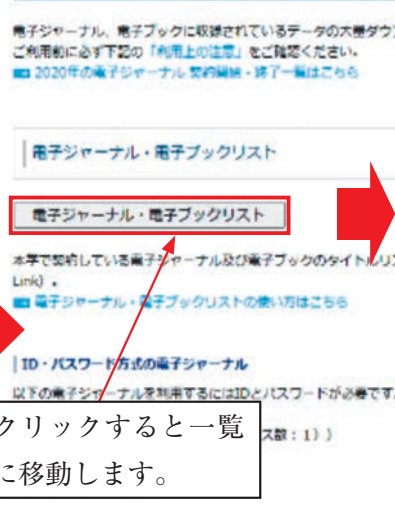 電子ジャーナル、電子ブックに収録されているデータの大量ダウン
ご利用前に必ず下記の「利用上の注意」をご確認ください。
2020年の電子ジャーナル 契約開始・終了一覧はこちら
電子ジャーナル・電子ブックリスト
電子ジャーナル・電子ブックリスト
本学で契約している電子ジャーナル及び電子ブックのタイトルリス
Link) 。
電子ジャーナル・電子ブックリストの使い方はこちら
ID・パスワード方式の電子ジャーナル
以下の電子ジャーナルを利用するにはIDとパスワードが必要です。
クリックすると一覧
ス数：1））
に移動します。